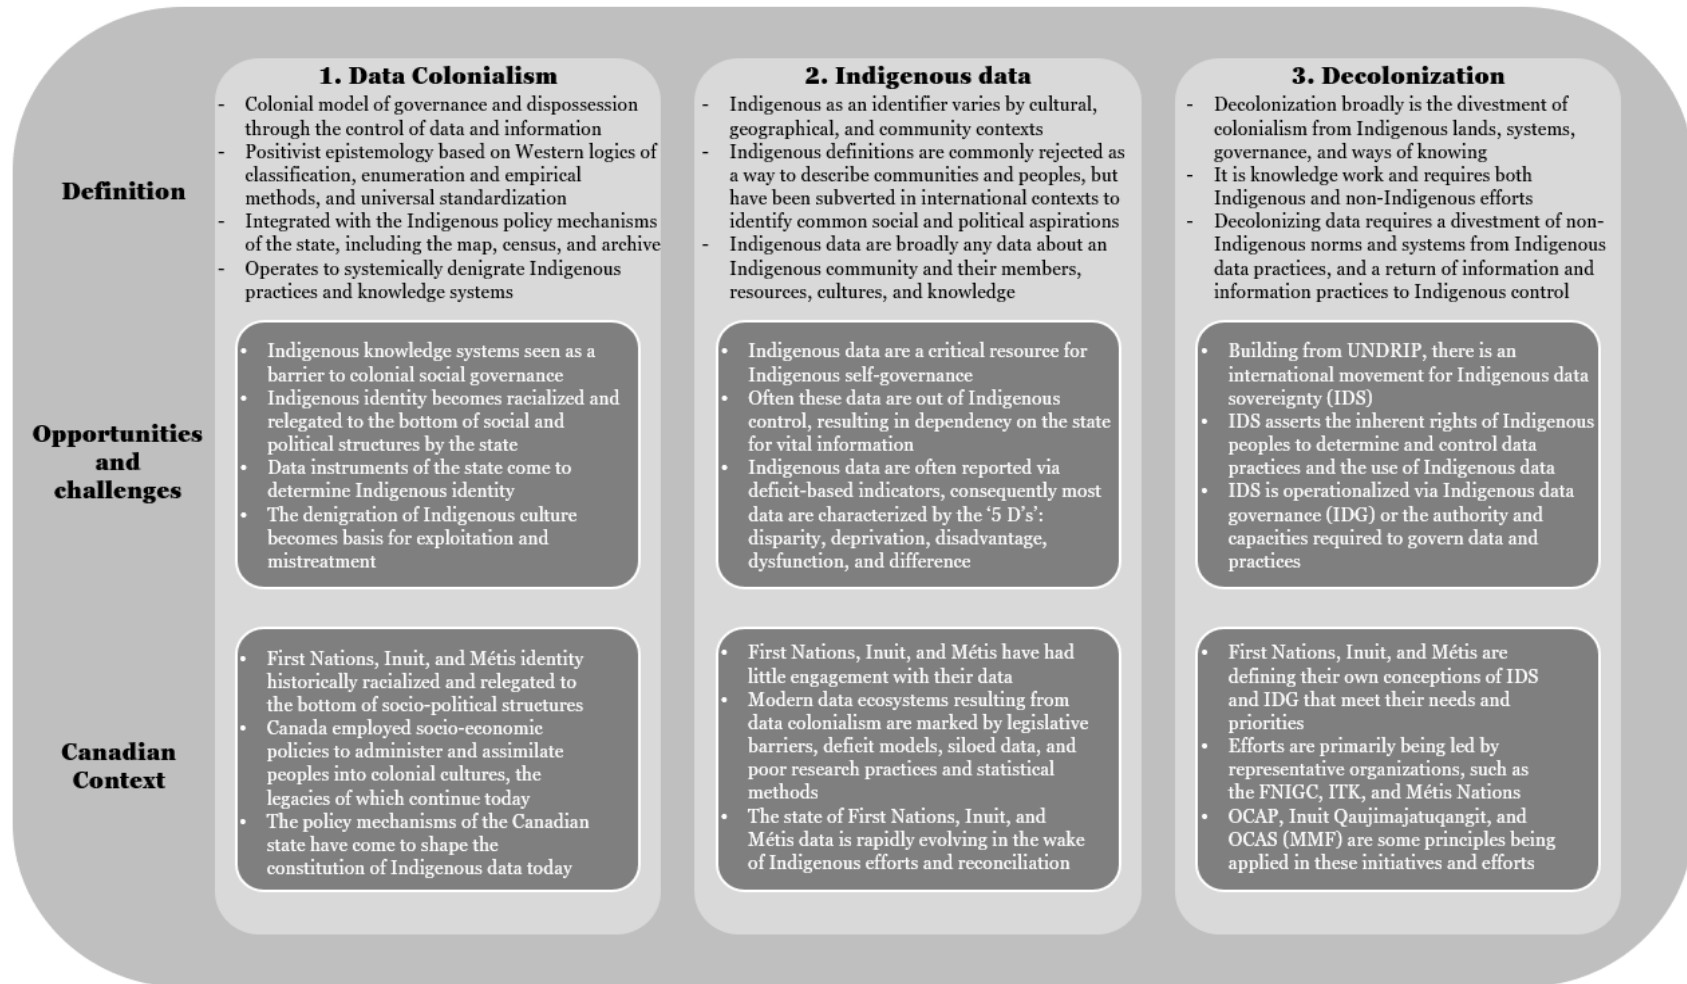 1. Data Colonialism
- Colonial model of governance and dispossession
through the control of data and information
- Positivist epistemology based on Western logics of
classification, enumeration and empirical
methods, and universal standardization
- Integrated with the Indigenous policy mechanisms
of the state, including the map, census, and archive
- Operates to systemically denigrate Indigenous
practices and knowledge systems
2. Indigenous data
- Indigenous as an identifier varies by cultural,
geographical, and community contexts
- Indigenous definitions are commonly rejected as
a way to describe communities and peoples, but
have been subverted in international contexts to
identify common social and political aspirations
- Indigenous data are broadly any data about an
Indigenous community and their members,
resources, cultures, and knowledge
3. Decolonization
- Decolonization broadly is the divestment of
colonialism from Indigenous lands, systems,
governance, and ways of knowing
- It is knowledge work and requires both
Indigenous and non-Indigenous efforts
- Decolonizing data requires a divestment of non-
Indigenous norms and systems from Indigenous
data practices, and a return of information and
information practices to Indigenous control
Definition
Opportunities
and
challenges
• Indigenous knowledge systems seen as a
barrier to colonial social governance
• Indigenous identity becomes racialized and
relegated to the bottom of social and
political structures by the state
• Data instruments of the state come to
determine Indigenous identity
• The denigration of Indigenous culture
becomes basis for exploitation and
mistreatment
• Indigenous data are a critical resource for
Indigenous self-governance
• Often these data are out of Indigenous
control, resulting in dependency on the state
for vital information
• Indigenous data are often reported via
deficit-based indicators, consequently most
data are characterized by the ‘5 D’s’:
disparity, deprivation, disadvantage,
dysfunction, and difference
• Building from UNDRIP, there is an
international movement for Indigenous data
sovereignty (IDS)
• IDS asserts the inherent rights of Indigenous
peoples to determine and control data
practices and the use of Indigenous data
• IDS is operationalized via Indigenous data
governance (IDG) or the authority and
capacities required to govern data and
practices
Canadian
Context
• First Nations, Inuit, and Métis identity
historically racialized and relegated to
the bottom of socio-political structures
• Canada employed socio-economic
policies to administer and assimilate
peoples into colonial cultures, the
legacies of which continue today
• The policy mechanisms of the Canadian
state have come to shape the
constitution of Indigenous data today
• First Nations, Inuit, and Métis have had
little engagement with their data
• Modern data ecosystems resulting from
data colonialism are marked by legislative
barriers, deficit models, siloed data, and
poor research practices and statistical
methods
• The state of First Nations, Inuit, and
Métis data is rapidly evolving in the wake
of Indigenous efforts and reconciliation
• First Nations, Inuit, and Métis are
defining their own conceptions of IDS
and IDG that meet their needs and
priorities
• Efforts are primarily being led by
representative organizations, such as
the FNIGC, ITK, and Métis Nations
• OCAP, Inuit Qaujimajatuqangit, and
OCAS (MMF) are some principles being
applied in these initiatives and efforts